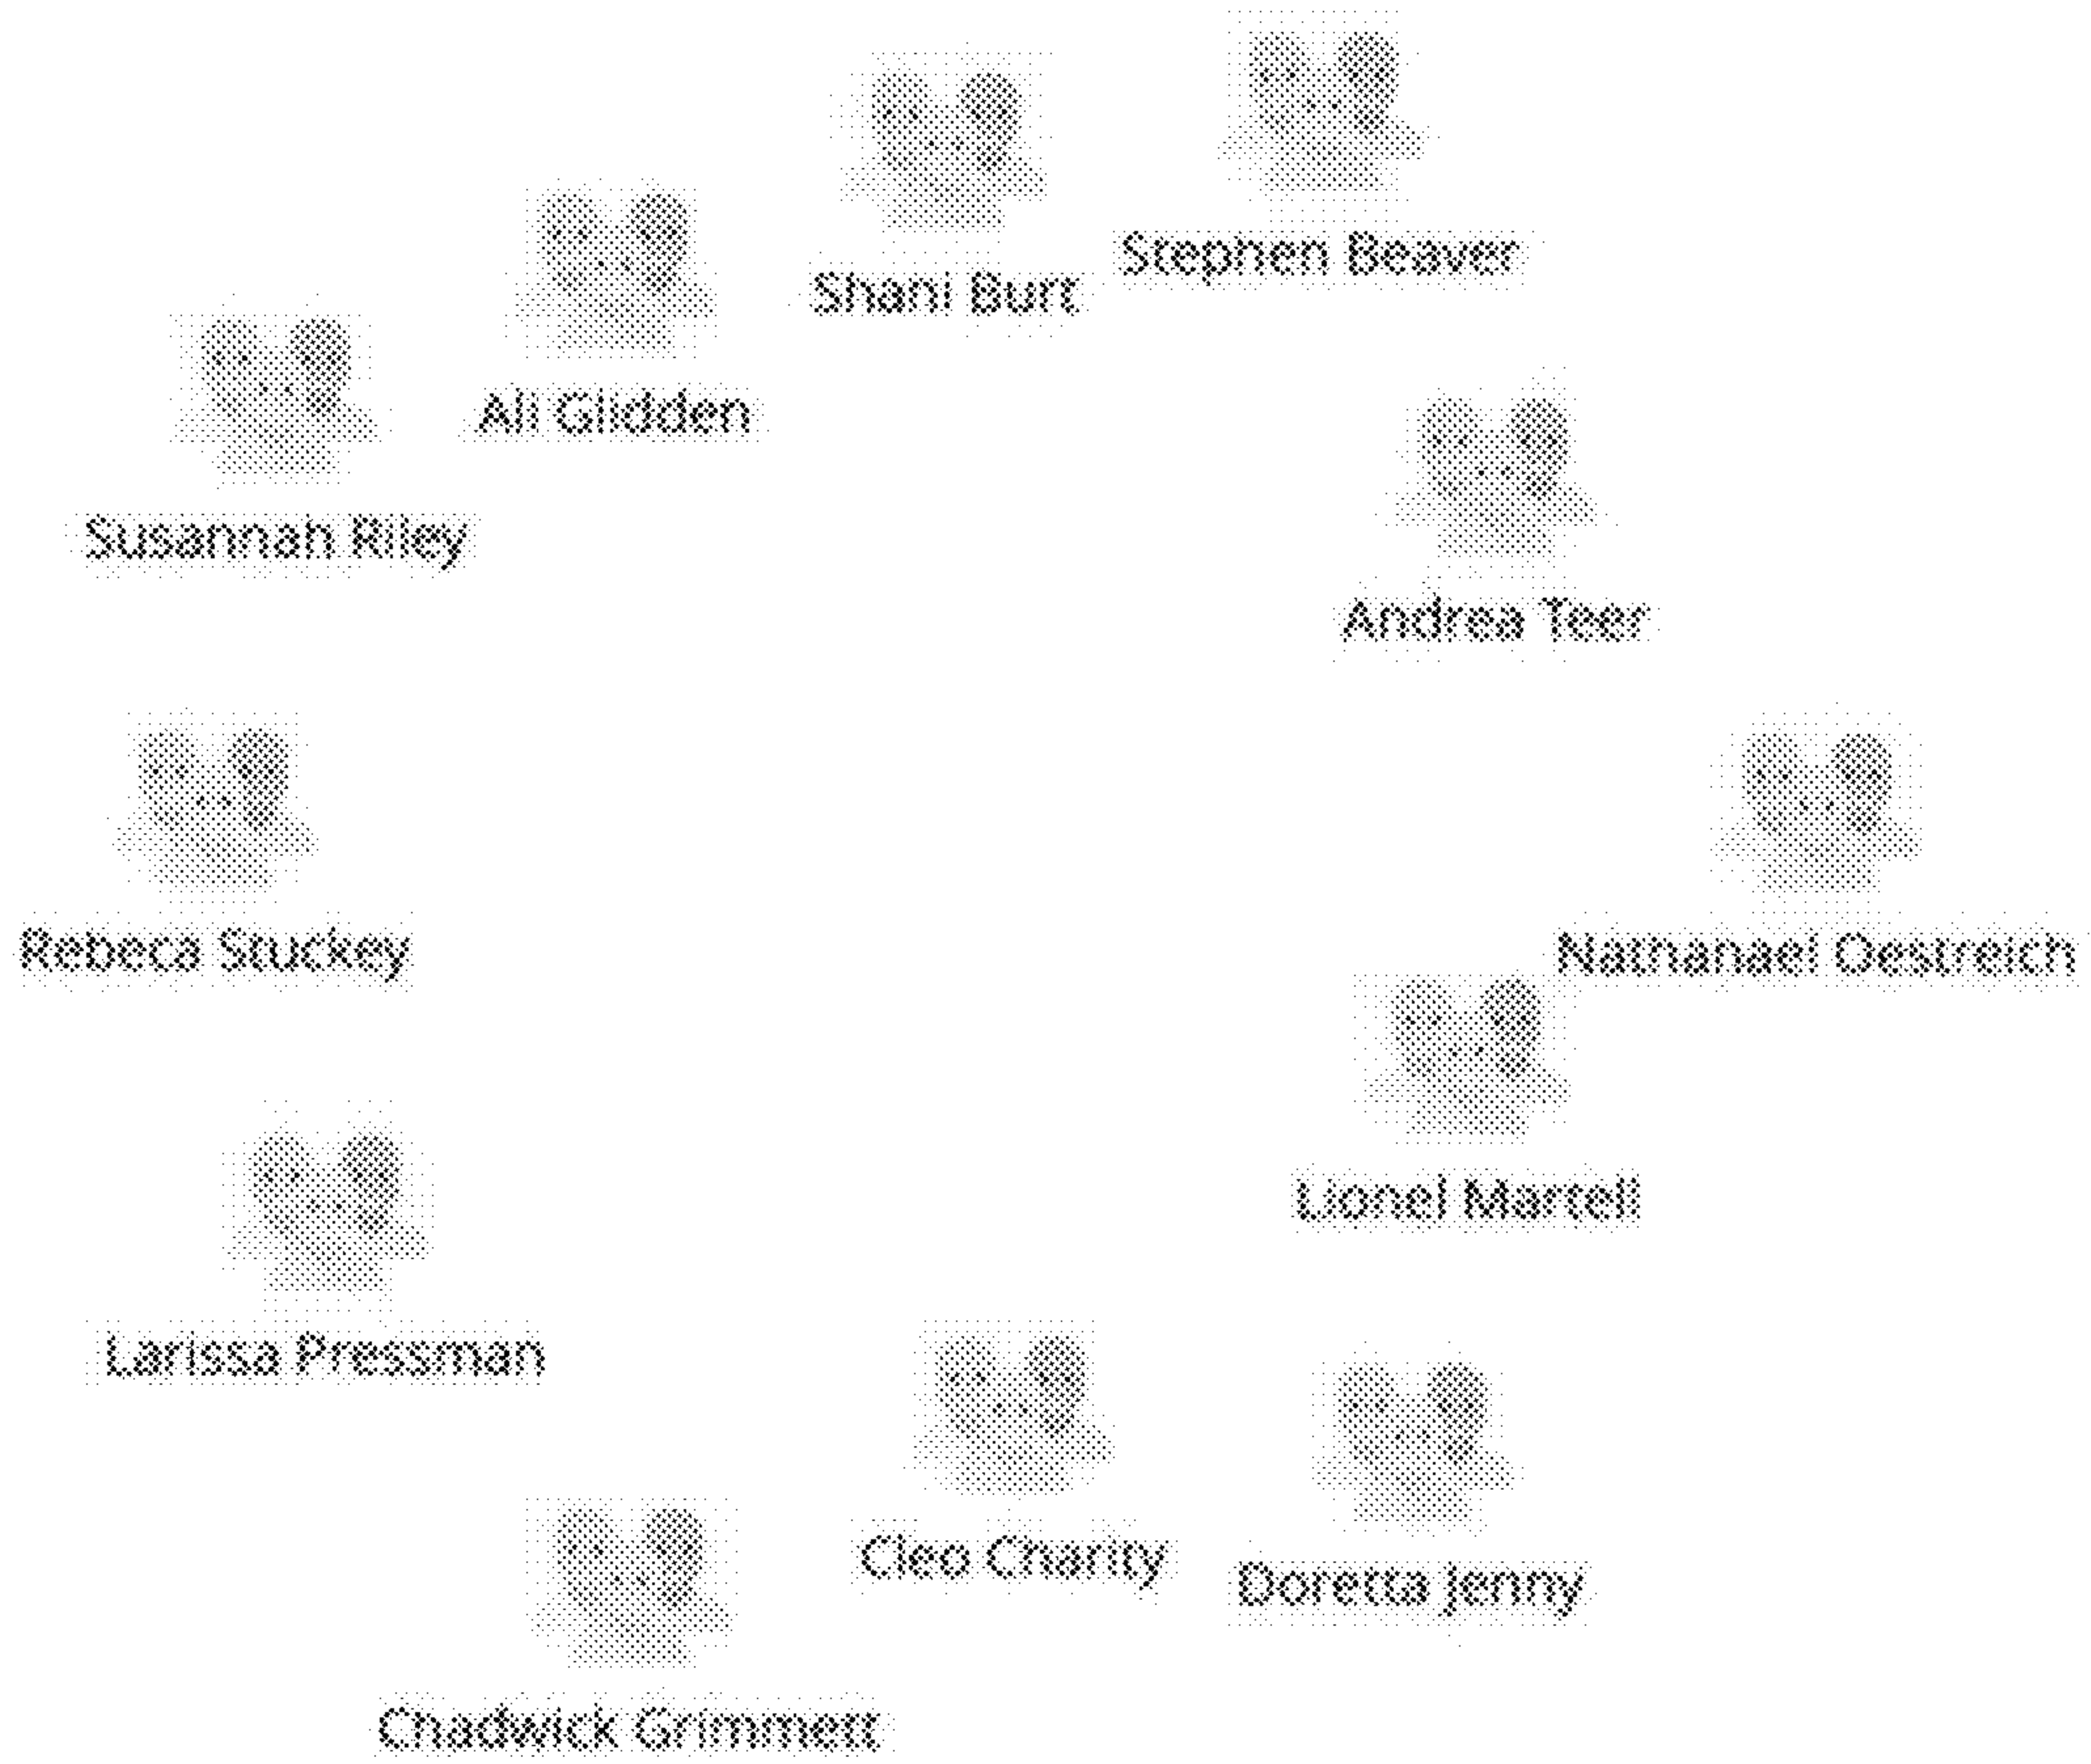 Stephen Beaver
Shani Burt
Ali Glidden
Susannan Riley
Andrea Teer
Rebeca Stuckey
Nathanael Oestreich
Lionel Martell
Larissa Pressman
Cleo Charity
Doretta Jenny
Chadwick Grimmett